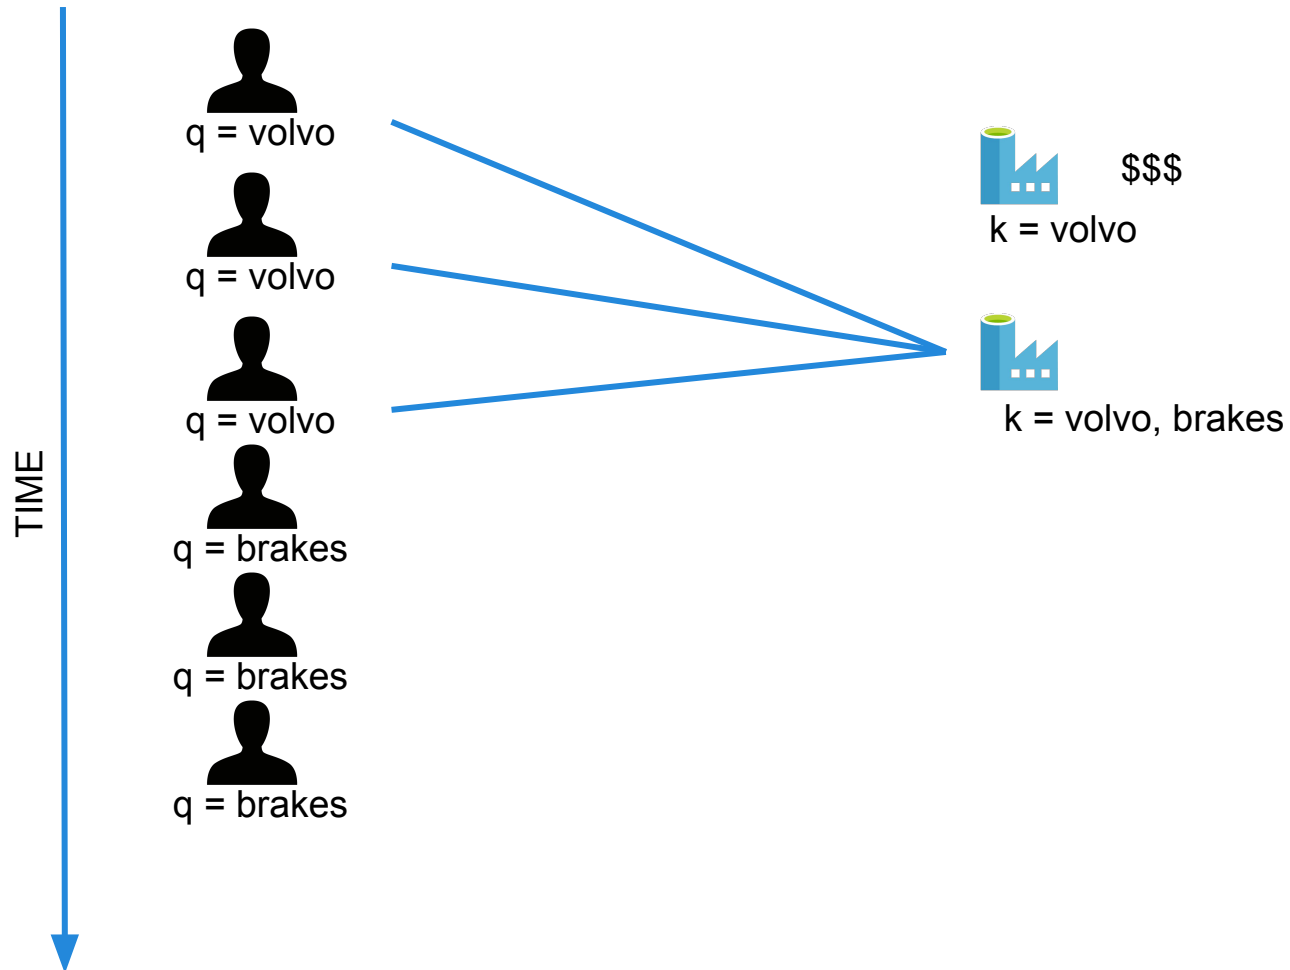 q = volvo
q = volvo
q = volvo
q = brakes
q = brakes
q = brakes
TIME
$$$
k = volvo
k = volvo, brakes